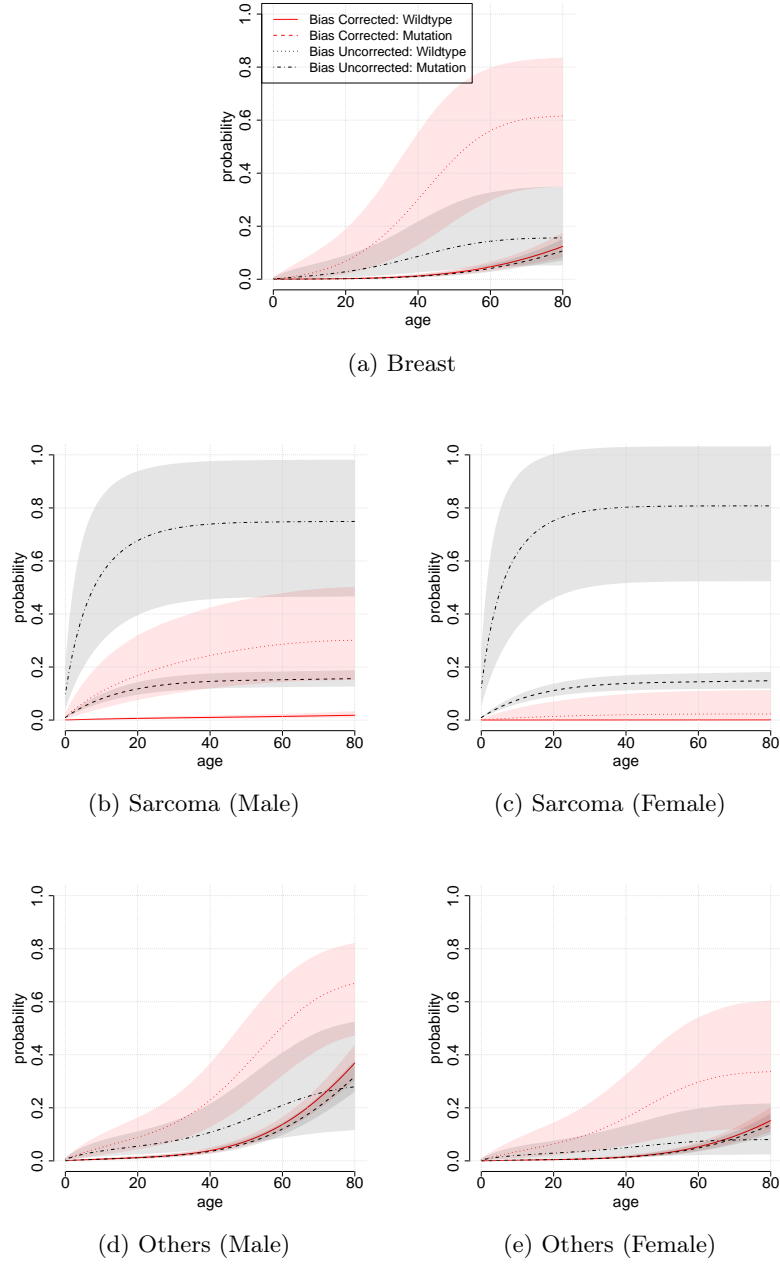 Bias Corrected: Wildtype
Bias Corrected: Mutation
Bias Uncorrected: Wildtype
Bias Uncorrected: Mutation
probability
0.0 0.2 0.4 0.6 0.8 1.0
0 20 40 60 80
age
(a) Breast
probability
0.0 0.2 0.4 0.6 0.8 1.0
0 20 40 60 80
age
(b) Sarcoma (Male)
probability
0.0 0.2 0.4 0.6 0.8 1.0
0 20 40 60 80
age
(c) Sarcoma (Female)
probability
0.0 0.2 0.4 0.6 0.8 1.0
0 20 40 60 80
age
(d) Others (Male)
probability
0.0 0.2 0.4 0.6 0.8 1.0
0 20 40 60 80
age
(e) Others (Female)